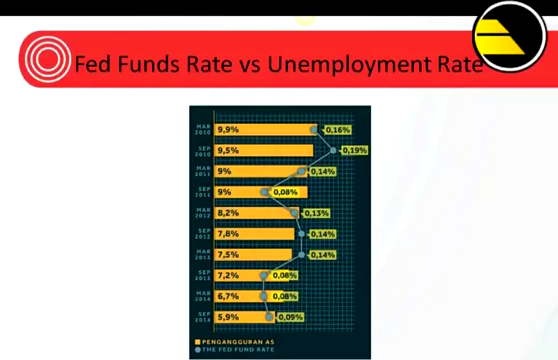 Fed Funds Rate vs Unemployment Rate
MAR 2010 9,9% 0,16%
SEP 2010 9,5% 0,19%
MAR 2011 9% 0,14%
SEP 2011 9% 0,08%
MAR 2012 8,2% 0,13%
SEP 2012 7,8% 0,14%
MAR 2013 7,5% 0,14%
SEP 2013 7,2% 0,08%
MAR 2014 6,7% 0,08%
SEP 2014 5,9% 0,09%
PENGANGGURAN AS
THE FED FUND RATE